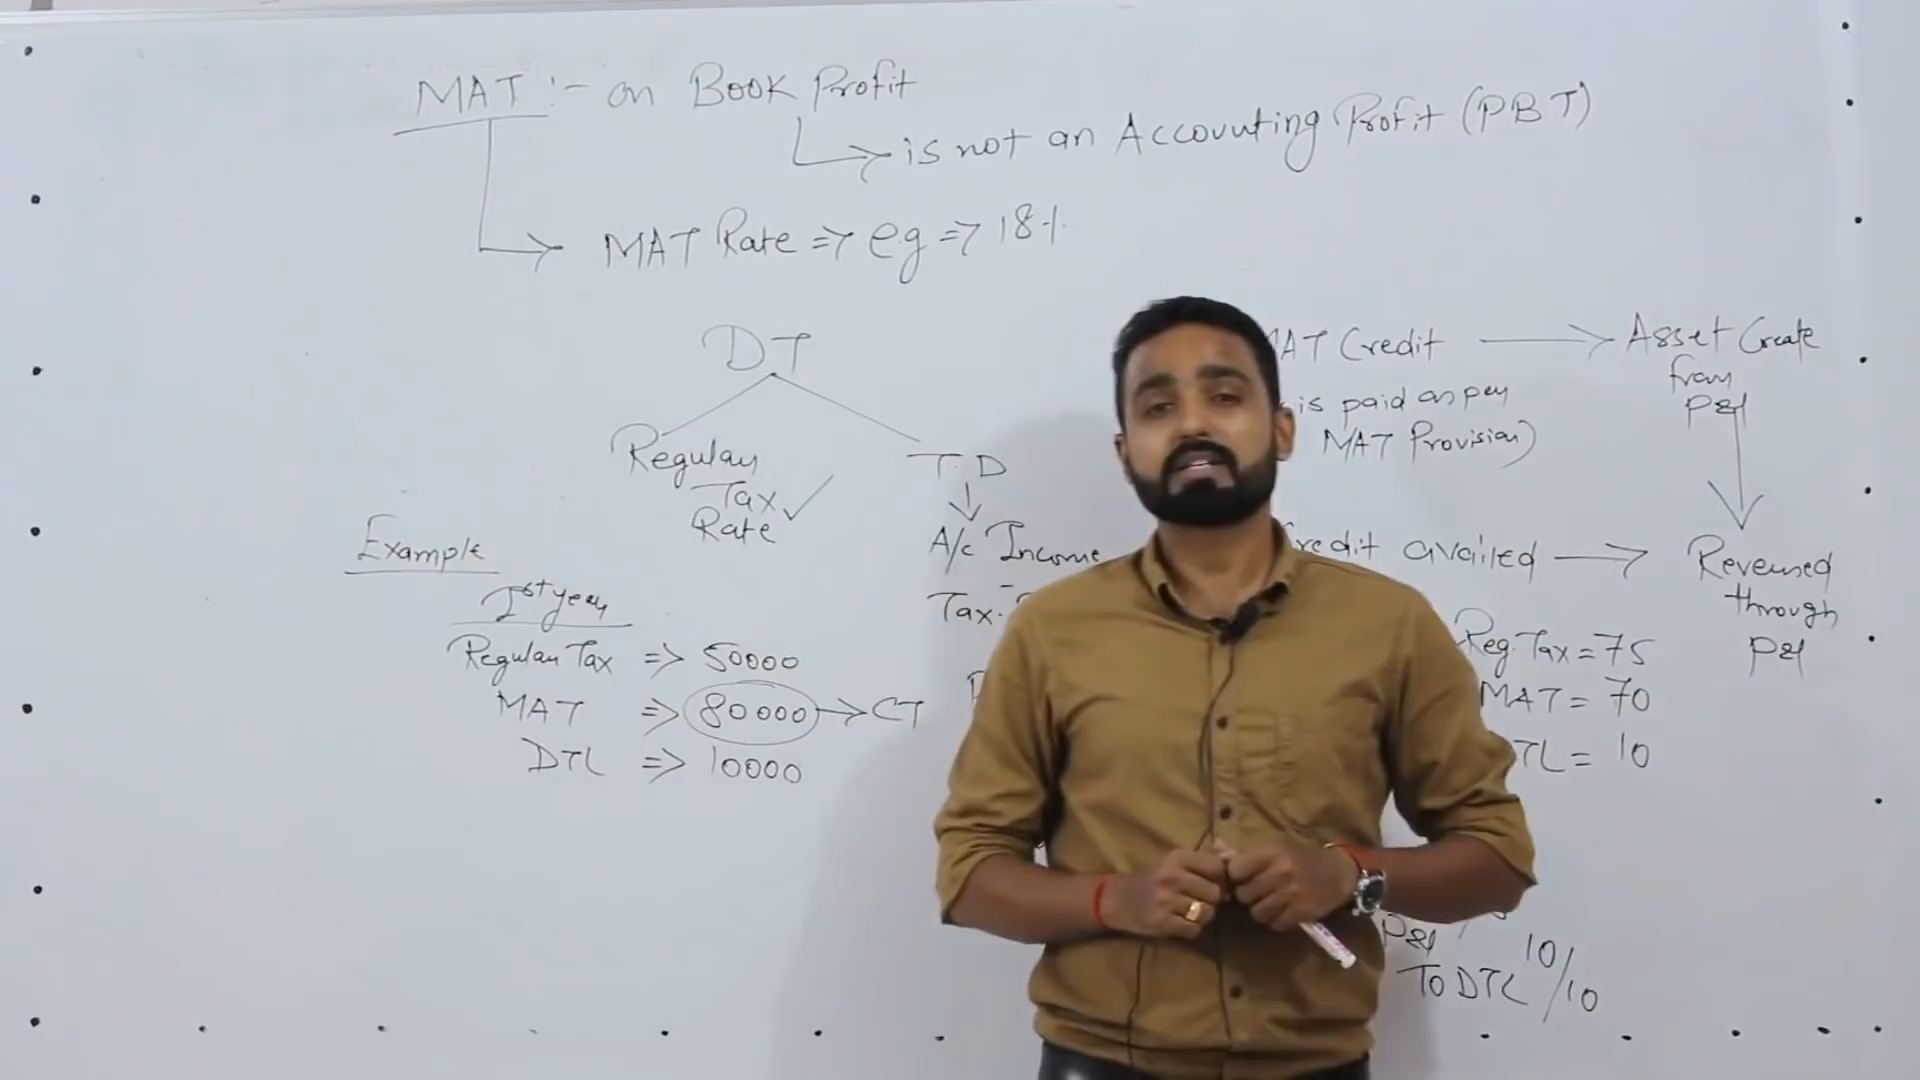 MAT :- on Book Profit
is not an Accounting Profit (PBT)
MAT Rate => eg => 18%
DT
Regular
Tax
Rate
T.D
A/c Income
Tax.
Example
1st year
Regular Tax => 50000
MAT => 80000 → CT
DTL => 10000
MAT Credit → Asset Create
from
P&L
is paid as per
MAT Provision)
credit availed → Reversed
through
P&L
Reg. Tax = 75
MAT = 70
DTL = 10
P&L 10/
To DTL /10